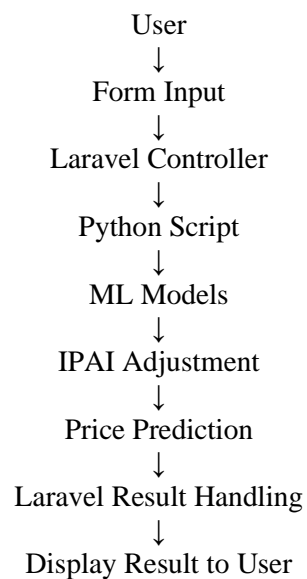 User
↓
Form Input
↓
Laravel Controller
↓
Python Script
↓
ML Models
↓
IPAI Adjustment
↓
Price Prediction
↓
Laravel Result Handling
↓
Display Result to User